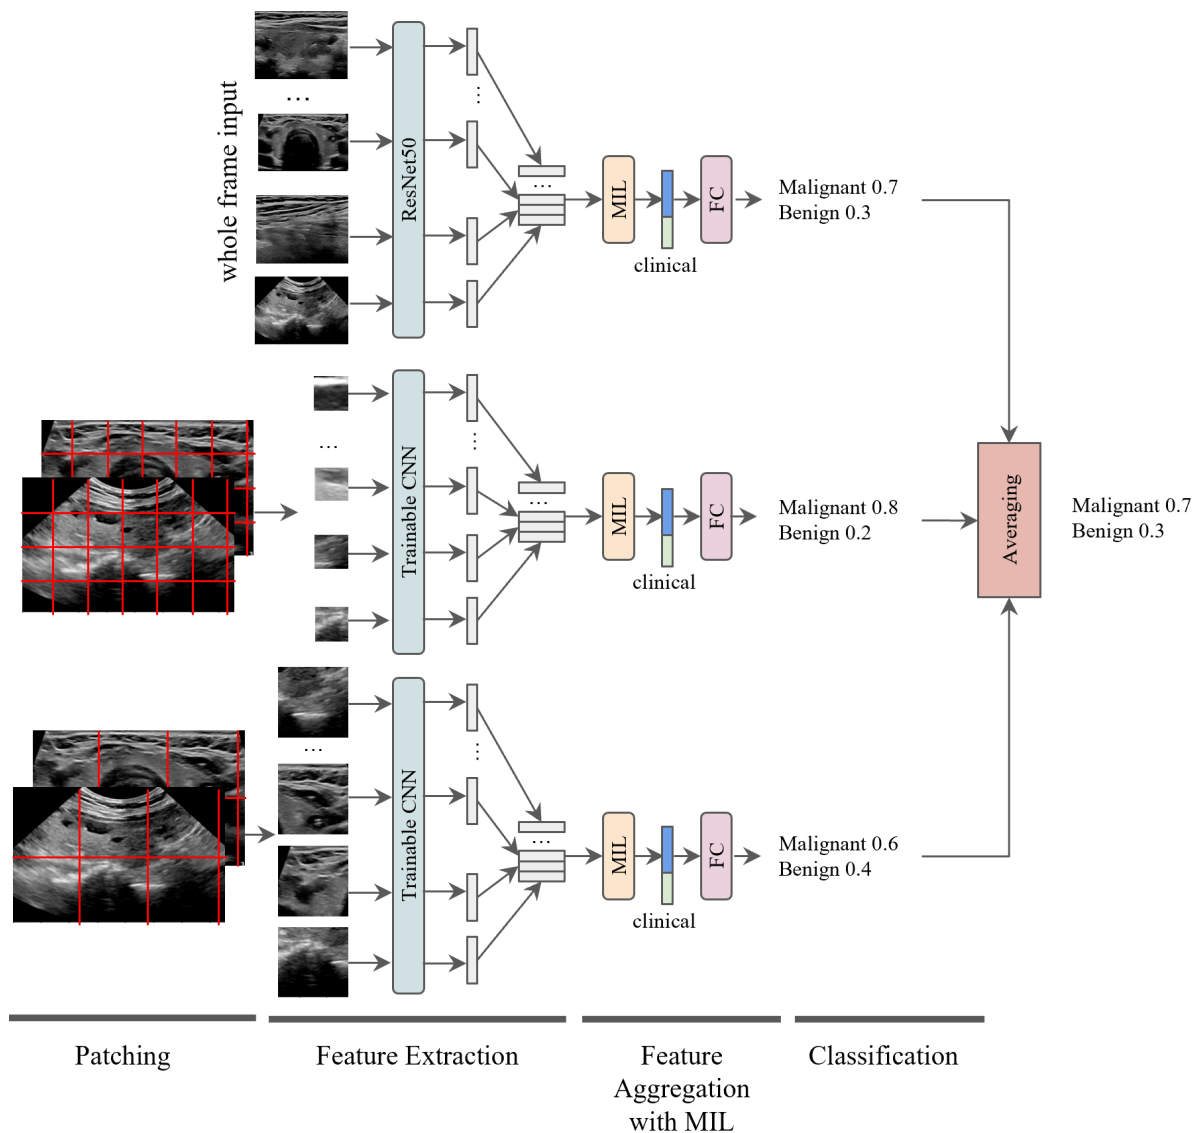 whole frame input
...
ResNet50
...
...
MIL
clinical
FC
Malignant 0.7
Benign 0.3
...
Trainable CNN
...
...
MIL
clinical
FC
Malignant 0.8
Benign 0.2
Averaging
Malignant 0.7
Benign 0.3
...
Trainable CNN
...
...
MIL
clinical
FC
Malignant 0.6
Benign 0.4
Patching
Feature Extraction
Feature
Aggregation
with MIL
Classification